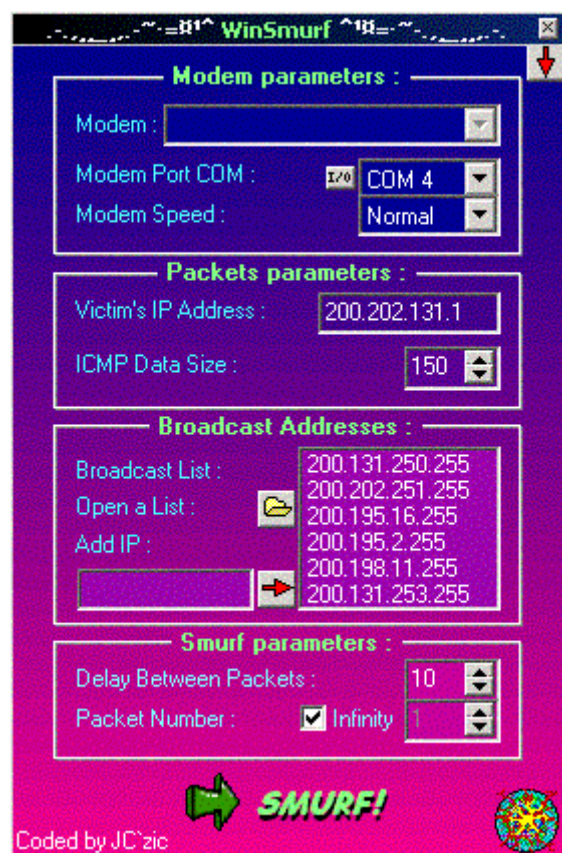 WinSmurf
Modem parameters :
Modem :
Modem Port COM :
I/O
COM 4
Modem Speed :
Normal
Packets parameters :
Victim's IP Address :
200.202.131.1
ICMP Data Size :
150
Broadcast Addresses :
Broadcast List :
Open a List :
Add IP :
200.131.250.255
200.202.251.255
200.195.16.255
200.195.2.255
200.198.11.255
200.131.253.255
Smurf parameters :
Delay Between Packets :
10
Packet Number :
Infinity
1
SMURF!
Coded by JC`zic